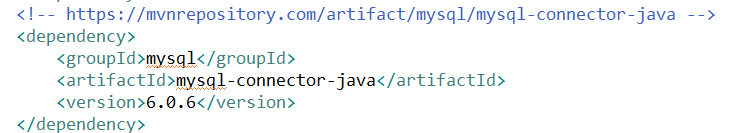 <!-- https://mvnrepository.com/artifact/mysql/mysql-connector-java -->
<dependency>
    <groupId>mysql</groupId>
    <artifactId>mysql-connector-java</artifactId>
    <version>6.0.6</version>
</dependency>